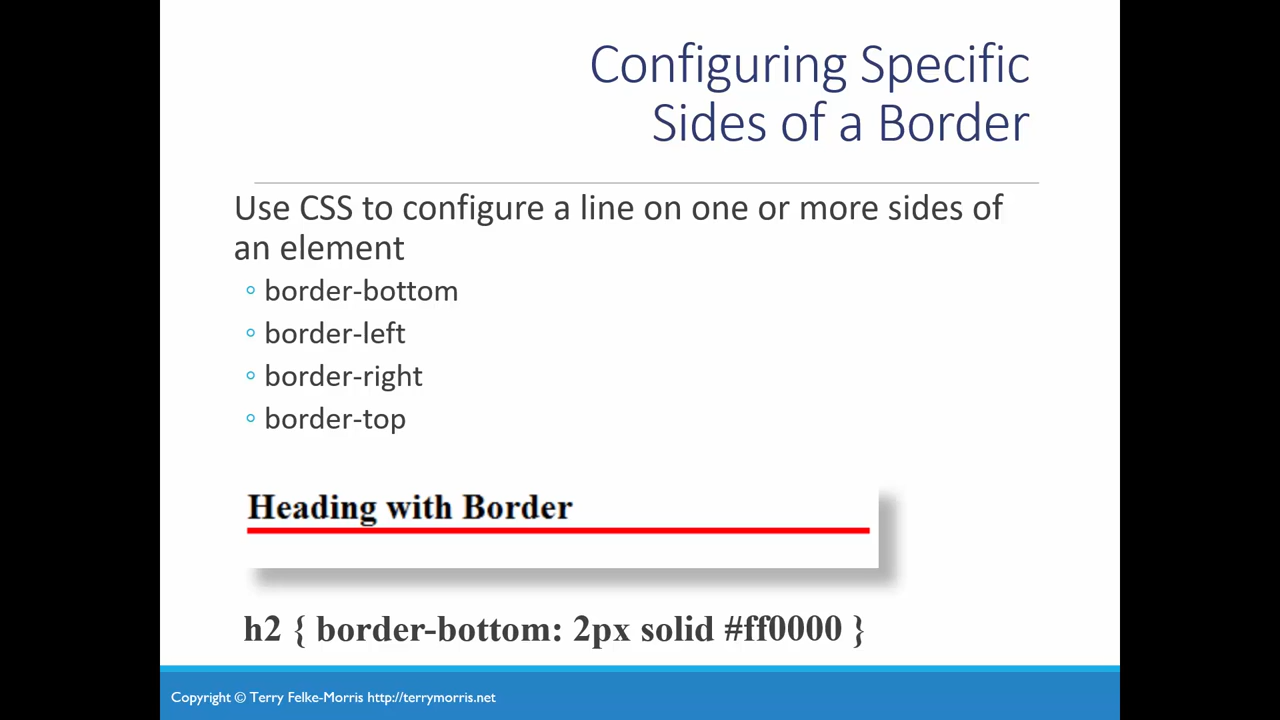 Configuring Specific
Sides of a Border
Use CSS to configure a line on one or more sides of
an element
◦ border-bottom
◦ border-left
◦ border-right
◦ border-top
Heading with Border
h2 { border-bottom: 2px solid #ff0000 }
Copyright © Terry Felke-Morris http://terrymorris.net